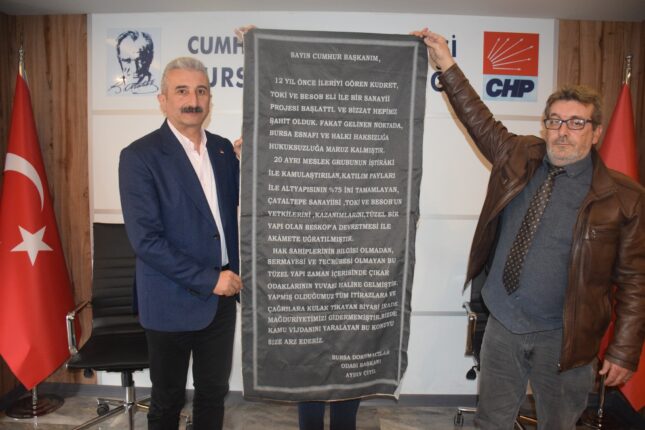 CUMH
Sİ
BURS
CHP
SAYIN CUMHUR BAŞKANIM,
12 YIL ÖNCE İLERİYİ GÖREN KUDRET,
TOKİ VE BESOB ELİ İLE BİR SANAYİİ
PROJESİ BAŞLATTI. VE BİZZAT HEPİNİZ
ŞAHİT OLDUK. FAKAT GELİNEN NOKTADA,
BURSA ESNAFI VE HALKI HAKSIZLIĞA
HUKUKSUZLUĞA MARUZ KALMIŞTIR.
20 AYRI MESLEK GRUBUNUN İŞTİRAKİ
İLE KAMULAŞTIRILAN, KATILIM PAYLARI
İLE ALTYAPISININ %75 İNİ TAMAMLAYAN,
ÇATALTEPE SANAYİİSİ ,TOKİ VE BESOB'UN
YETKİLERİNİ ,KAZANIMLARINI,TÜZEL BİR
YAPI OLAN BESKOP'A DEVRETMESİ İLE
AKAMETE UĞRATILMIŞTIR.
HAK SAHİPLERİNİN BİLGİSİ OLMADAN,
SERMAYESİ VE TECRÜBESİ OLMAYAN BU
TÜZEL YAPI ZAMAN İÇERİSİNDE ÇIKAR
ODAKLARININ YUVASI HALİNE GELMİŞTİR.
YAPMIŞ OLDUĞUMUZ TÜM İTİRAZLARA VE
ÇAĞRILARA KULAK TIKAYAN SİYASİ İRADE
MAĞDURİYETİMİZİ GİDERMEMİŞTİR. BİZDE
KAMU VİJDANINI YARALAYAN BU KONUYU
SİZE ARZ EDERİZ.
BURSA DOKUMACILAR
ODASI BAŞKANI